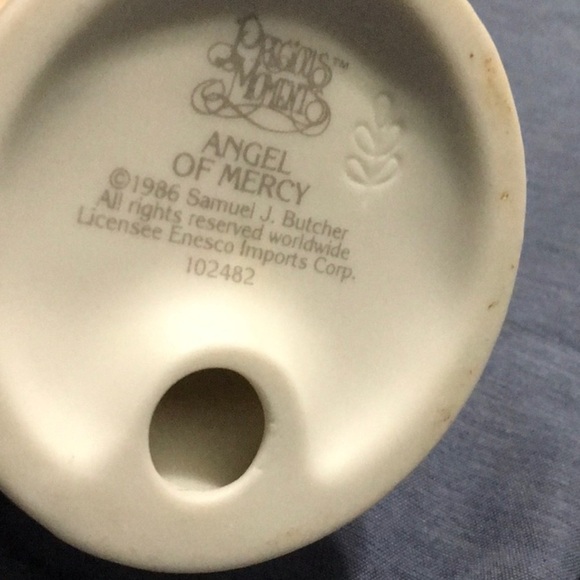 PRECIOUS
MOMENTS™
ANGEL
OF MERCY
©1986 Samuel J. Butcher
All rights reserved worldwide
Licensee Enesco Imports Corp.
102482